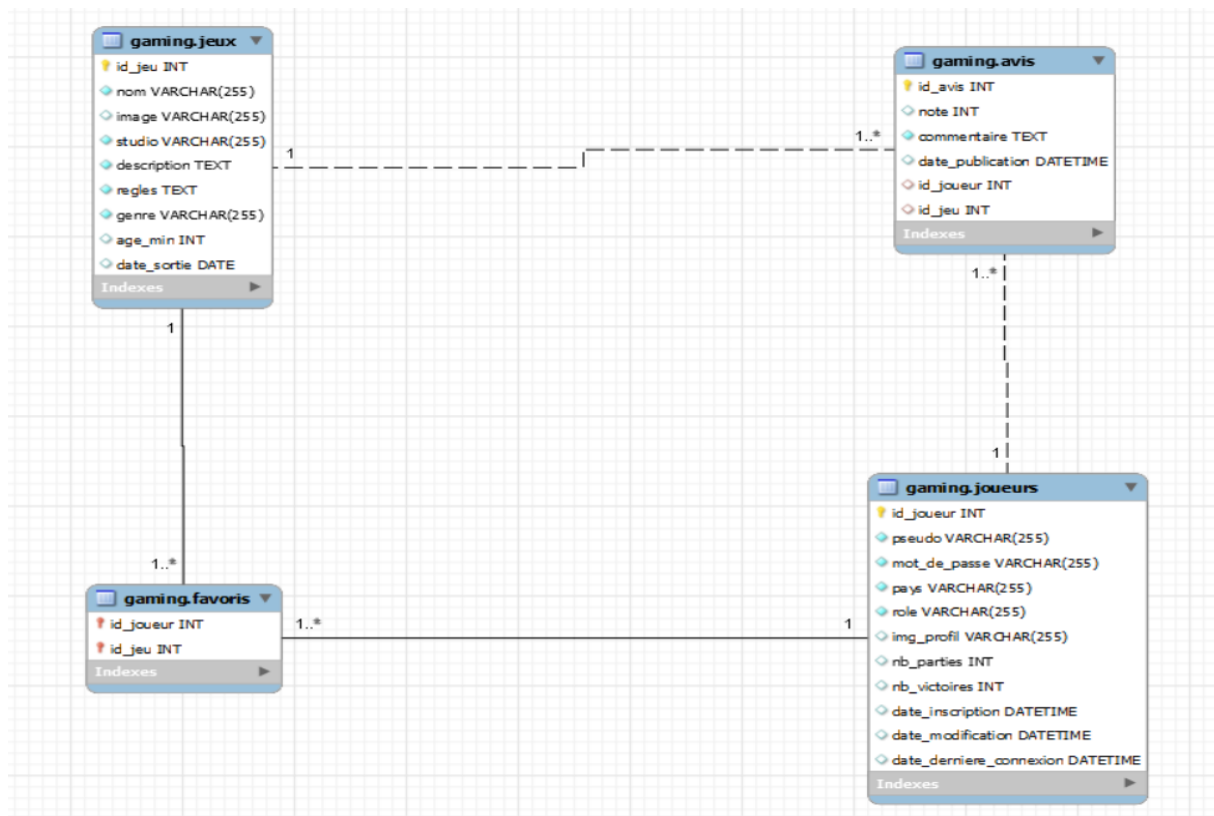 gaming.jeux
id_jeu INT
nom VARCHAR(255)
image VARCHAR(255)
studio VARCHAR(255)
description TEXT
regles TEXT
genre VARCHAR(255)
age_min INT
date_sortie DATE
Indexes
gaming.avis
id_avis INT
note INT
commentaire TEXT
date_publication DATETIME
id_joueur INT
id_jeu INT
Indexes
1
1..*
1..*
1
1
1..*
gaming.favoris
id_joueur INT
id_jeu INT
Indexes
1..*
1
gaming.joueurs
id_joueur INT
pseudo VARCHAR(255)
mot_de_passe VARCHAR(255)
pays VARCHAR(255)
role VARCHAR(255)
img_profil VARCHAR(255)
nb_parties INT
nb_victoires INT
date_inscription DATETIME
date_modification DATETIME
date_derniere_connexion DATETIME
Indexes